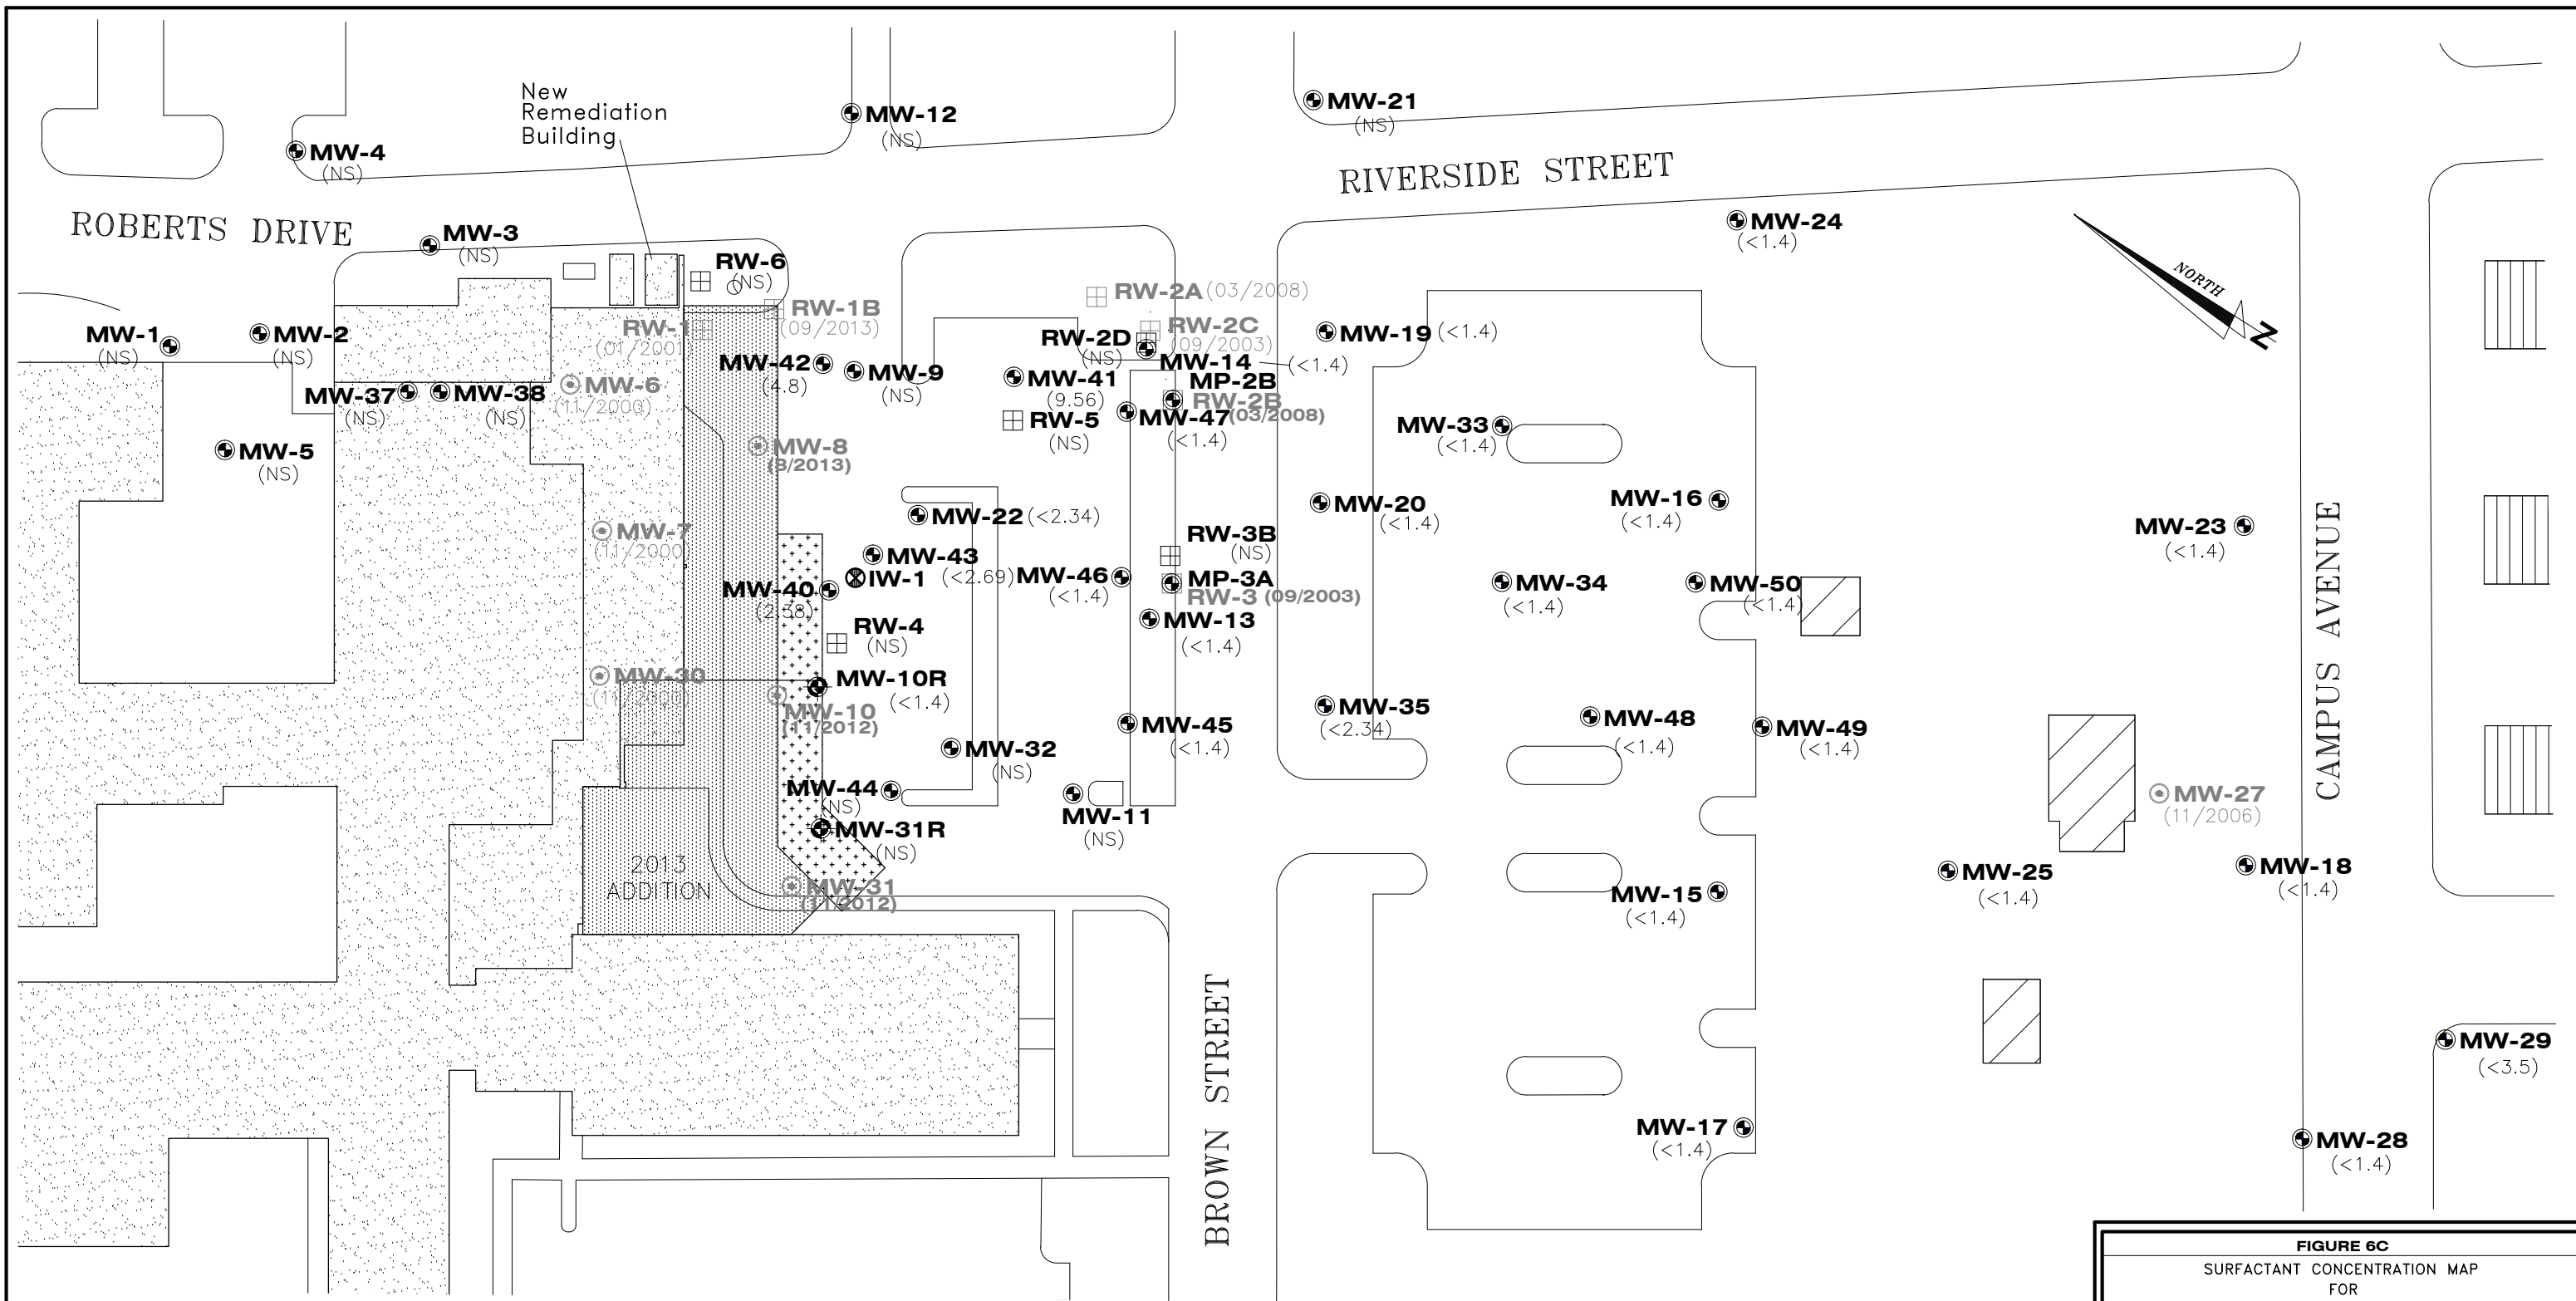 New
Remediation
Building
MW-12
(NS)
MW-21
(NS)
MW-4
(NS)
RIVERSIDE STREET
ROBERTS DRIVE
MW-3
(NS)
MW-24
(<1.4)
NORTH
N
RW-6
(NS)
RW-2A (03/2008)
RW-1B
(09/2013)
RW-1
(01/2001)
RW-2C
(09/2003)
RW-2D
(NS)
MW-19 (<1.4)
MW-1
(NS)
MW-2
(NS)
MW-42
(4.8)
MW-9
(NS)
MW-14
(<1.4)
MW-41
(9.56)
MP-2B
RW-2B
(03/2008)
MW-37
(NS)
MW-38
(NS)
MW-6
(11/2000)
RW-5
(NS)
MW-47
(<1.4)
MW-33
(<1.4)
MW-5
(NS)
MW-8
(8/2013)
MW-20
(<1.4)
MW-16
(<1.4)
MW-22 (<2.34)
MW-23
(<1.4)
MW-7
(11/2000)
RW-3B
(NS)
MW-43
(<2.69)
IW-1
MW-46
(<1.4)
MP-3A
RW-3 (09/2003)
MW-40
(2.38)
MW-34
(<1.4)
MW-50
(<1.4)
RW-4
(NS)
MW-13
(<1.4)
CAMPUS AVENUE
MW-30
(11/2000)
MW-10R
(<1.4)
MW-10
(11/2012)
MW-35
(<2.34)
MW-45
(<1.4)
MW-48
(<1.4)
MW-49
(<1.4)
MW-32
(NS)
MW-44
(NS)
MW-11
(NS)
MW-27
(11/2006)
MW-31R
(NS)
2013
ADDITION
MW-31
(11/2012)
MW-15
(<1.4)
MW-25
(<1.4)
MW-18
(<1.4)
BROWN STREET
MW-29
(<3.5)
MW-17
(<1.4)
MW-28
(<1.4)
FIGURE 6C
SURFACTANT CONCENTRATION MAP
FOR